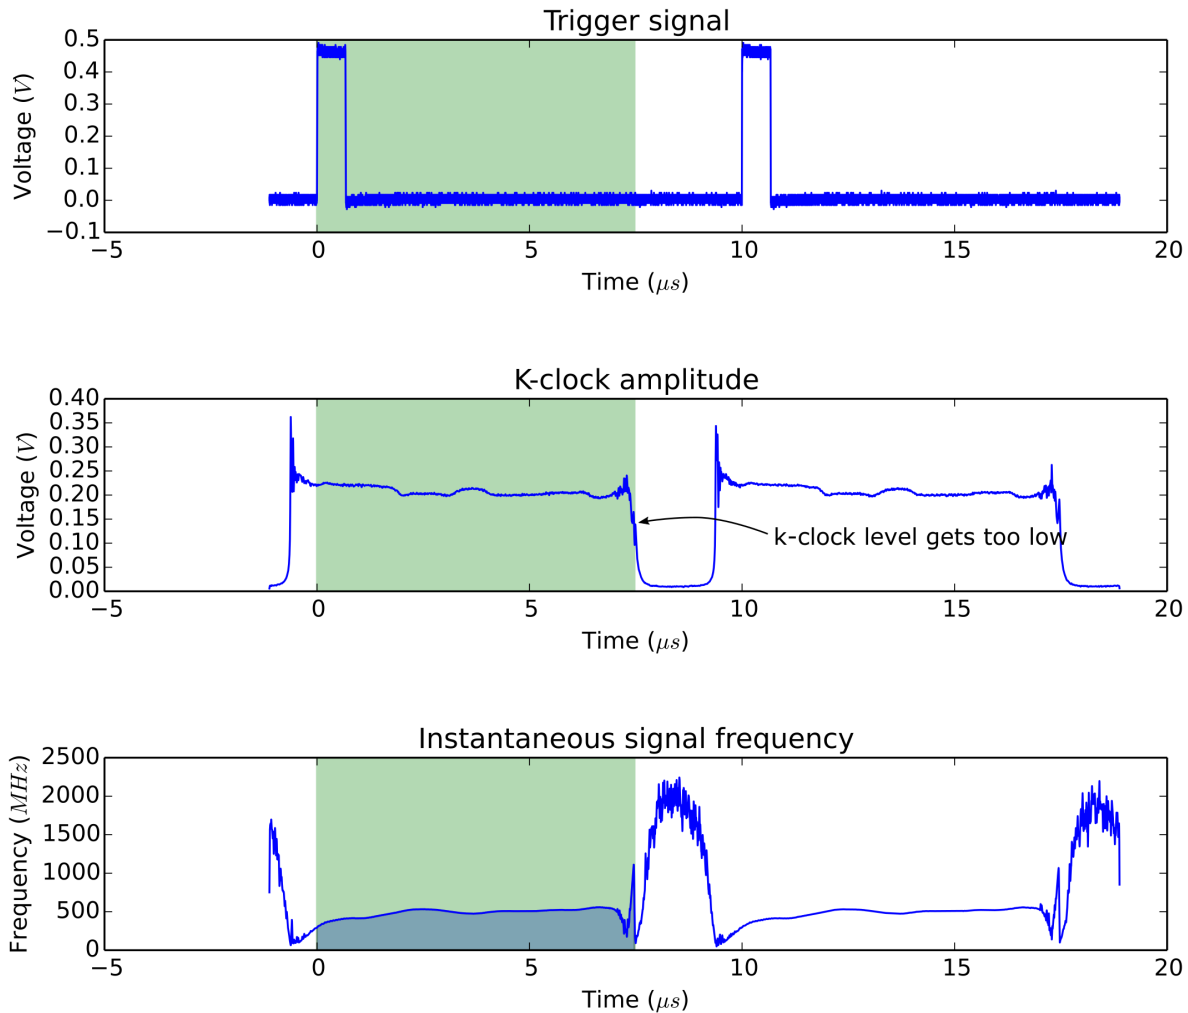 Trigger signal
0.5
0.4
0.3
0.2
0.1
0.0
−0.1
Voltage (V)
−5 0 5 10 15 20
Time (μs)
K-clock amplitude
0.40
0.35
0.30
0.25
0.20
0.15
0.10
0.05
0.00
Voltage (V)
k-clock level gets too low
−5 0 5 10 15 20
Time (μs)
Instantaneous signal frequency
2500
2000
1500
1000
500
0
Frequency (MHz)
−5 0 5 10 15 20
Time (μs)